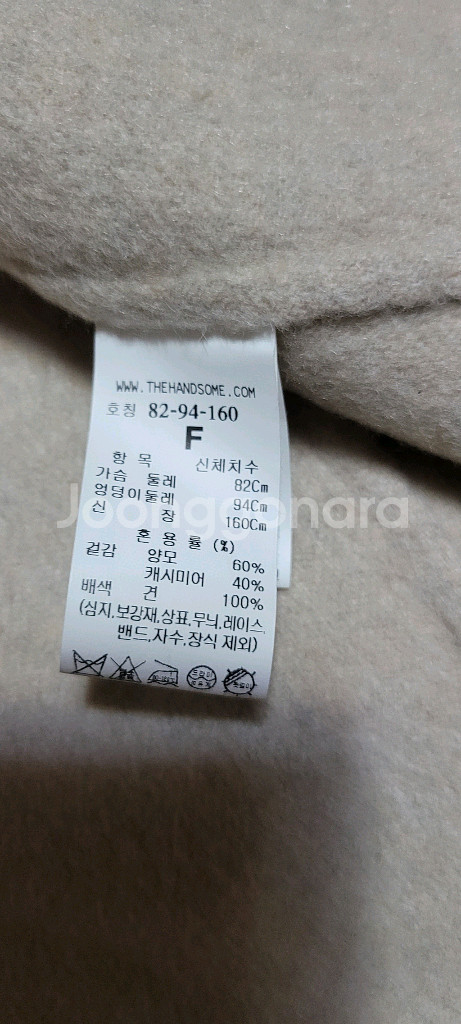 WWW.THEHANDSOME.COM
호칭 82-94-160
F
항 목 신체치수
가슴 둘레 82Cm
엉덩이둘레 94Cm
신 장 160Cm
혼 용 률 (%)
겉감 양모 60%
캐시미어 40%
배색 견 100%
(심지,보강재,상표,무늬,레이스,
밴드,자수,장식 제외)
Joonggonara